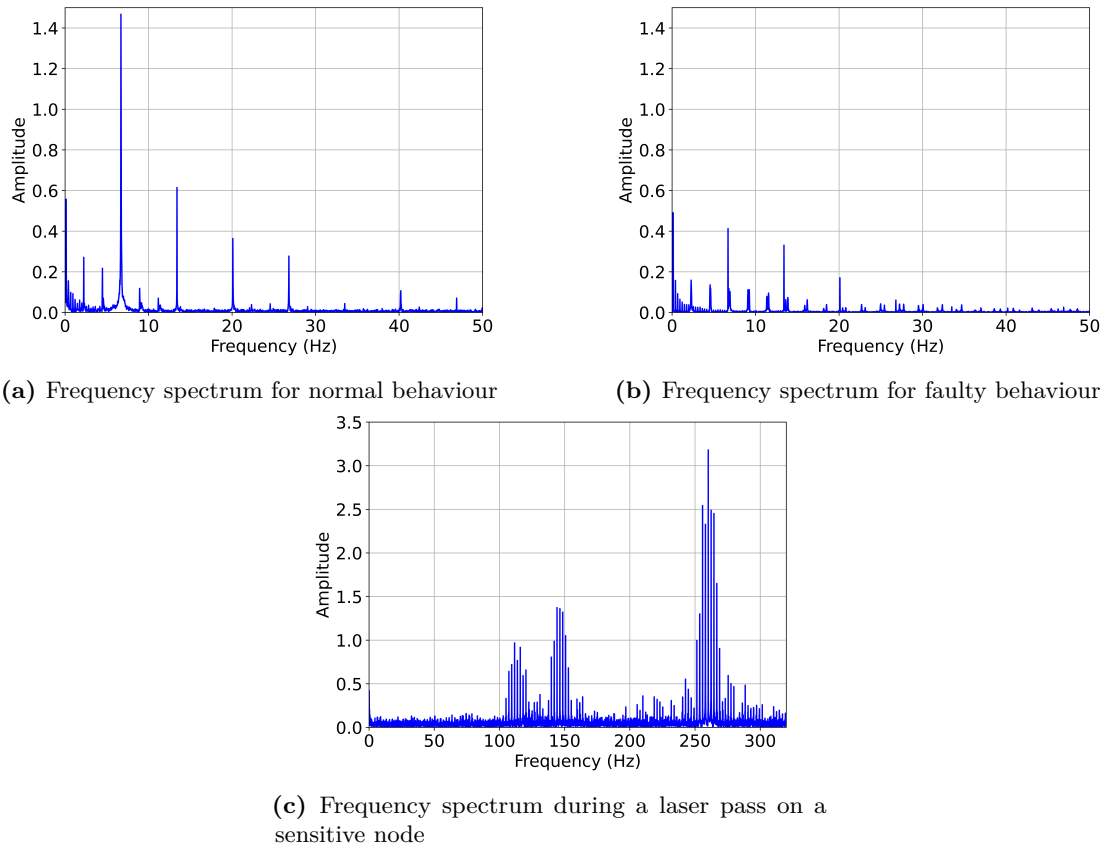 1.4
1.2
1.0
0.8
0.6
0.4
0.2
0.0
0 10 20 30 40 50
Amplitude
Frequency (Hz)
(a) Frequency spectrum for normal behaviour
1.4
1.2
1.0
0.8
0.6
0.4
0.2
0.0
0 10 20 30 40 50
Amplitude
Frequency (Hz)
(b) Frequency spectrum for faulty behaviour
3.5
3.0
2.5
2.0
1.5
1.0
0.5
0.0
0 50 100 150 200 250 300
Amplitude
Frequency (Hz)
(c) Frequency spectrum during a laser pass on a
sensitive node